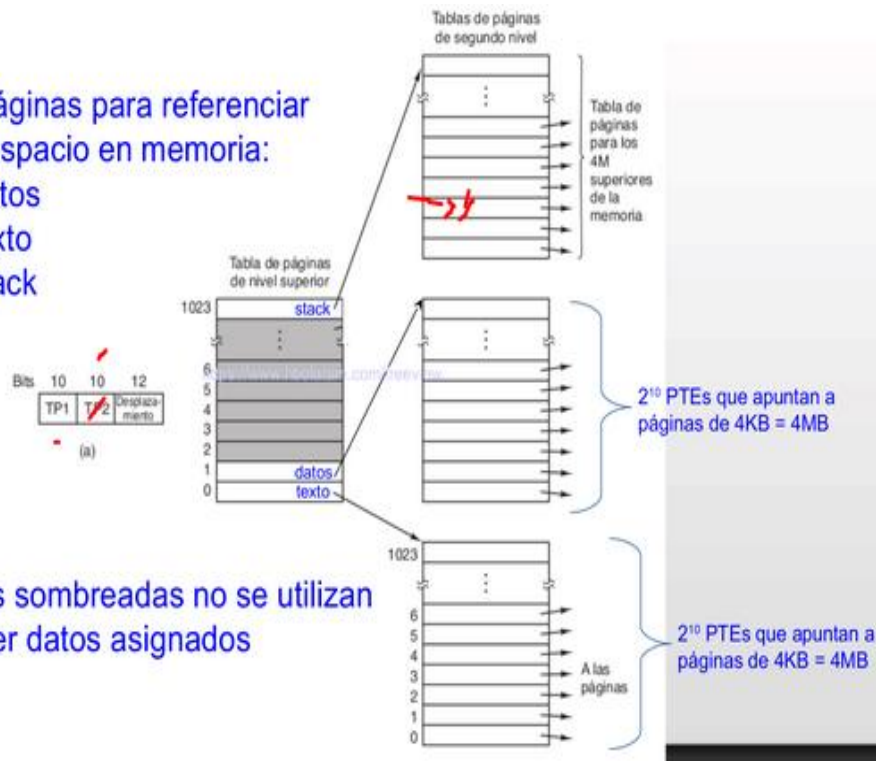 Tablas de páginas
de segundo nivel
áginas para referenciar
spacio en memoria:
tos
xto
ack
Tabla de
páginas
para los
4M
superiores
de la
memoria
Tabla de páginas
de nivel superior
1023 stack
6
5
4
3
2
1 datos
0 texto
Bits 10 10 12
TP1 TP2 Desplaza-
miento
(a)
2¹⁰ PTEs que apuntan a
páginas de 4KB = 4MB
s sombreadas no se utilizan
er datos asignados
1023
6
5
4
3
2
1
0
A las
páginas
2¹⁰ PTEs que apuntan a
páginas de 4KB = 4MB